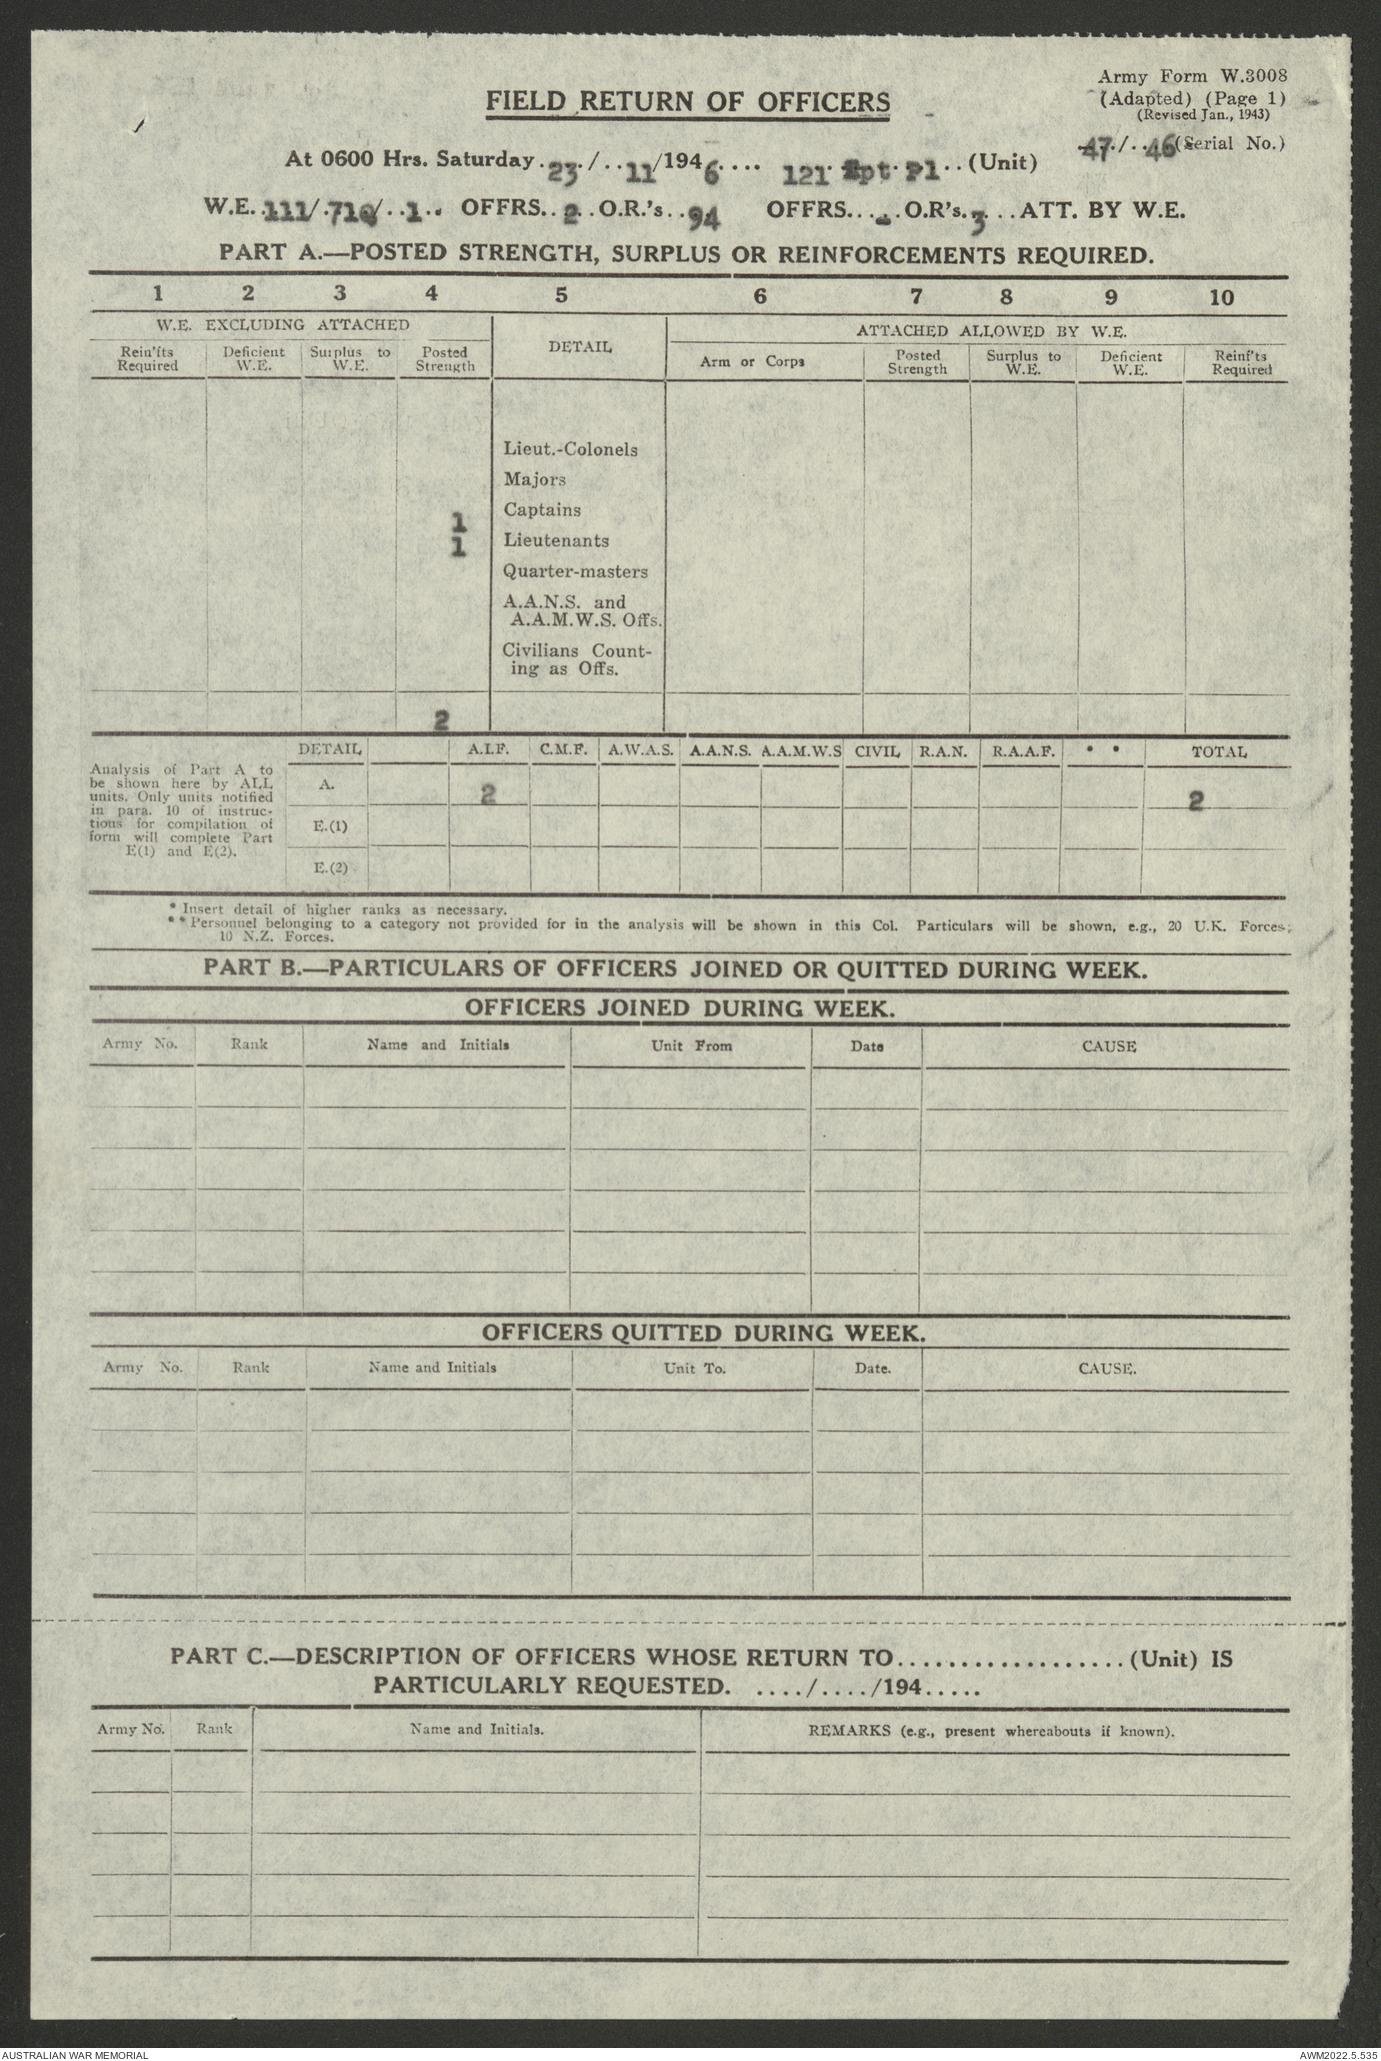 Army Form W.3008
FIELD RETURN OF OFFICERS
(Adapted) (Page 1)
(Revised Jan., 1943)
47./..46 (Serial No.)
At 0600 Hrs. Saturday.23./..11/1946.... 121 Pl..(Unit)
W.E..111/. /..1.. OFFRS..2..O.R.'s..94 OFFRS...-.O.R's.3...ATT. BY W.E.
PART A.—POSTED STRENGTH, SURPLUS OR REINFORCEMENTS REQUIRED.
1 2 3 4 5 6 7 8 9 10
W.E. EXCLUDING ATTACHED DETAIL ATTACHED ALLOWED BY W.E.
Rein'fts Required Deficient W.E. Surplus to W.E. Posted Strength Arm or Corps Posted Strength Surplus to W.E. Deficient W.E. Reinf'ts Required
Lieut.-Colonels
Majors
Captains
1
Lieutenants
1
Quarter-masters
A.A.N.S. and
A.A.M.W.S. Offs.
Civilians Count-
ing as Offs.
2
DETAIL A.I.F. C.M.F. A.W.A.S. A.A.N.S. A.A.M.W.S CIVIL R.A.N. R.A.A.F. * * TOTAL
Analysis of Part A to
be shown here by ALL
units. Only units notified
in para. 10 of instruc-
tions for compilation of
form will complete Part
E(1) and E(2).
A. 2 2
E.(1)
E.(2)
* Insert detail of higher ranks as necessary.
** Personnel belonging to a category not provided for in the analysis will be shown in this Col. Particulars will be shown, e.g., 20 U.K. Forces;
10 N.Z. Forces.
PART B.—PARTICULARS OF OFFICERS JOINED OR QUITTED DURING WEEK.
OFFICERS JOINED DURING WEEK.
Army No. Rank Name and Initials Unit From Date CAUSE
OFFICERS QUITTED DURING WEEK.
Army No. Rank Name and Initials Unit To. Date. CAUSE.
PART C.—DESCRIPTION OF OFFICERS WHOSE RETURN TO..................(Unit) IS
PARTICULARLY REQUESTED. ..../..../194.....
Army No. Rank Name and Initials. REMARKS (e.g., present whereabouts if known).
AUSTRALIAN WAR MEMORIAL AWM2022.5.535